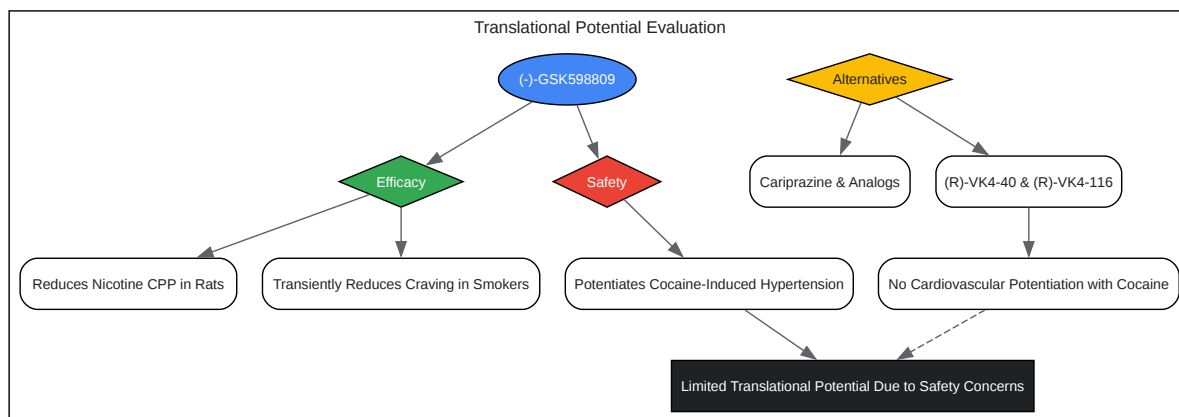 Translational Potential Evaluation
(-)-GSK598809
Alternatives
Efficacy
Safety
Cariprazine & Analogs
(R)-VK4-40 & (R)-VK4-116
Reduces Nicotine CPP in Rats
Transiently Reduces Craving in Smokers
Potentiates Cocaine-Induced Hypertension
No Cardiovascular Potentiation with Cocaine
Limited Translational Potential Due to Safety Concerns